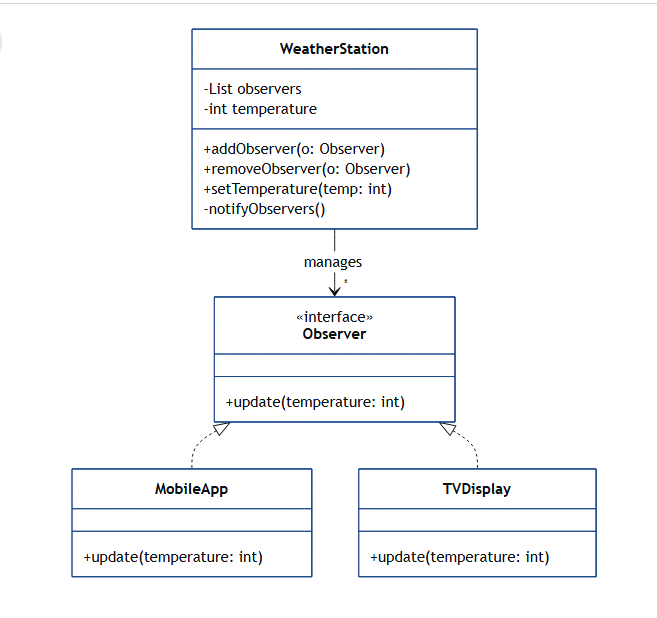 WeatherStation
-List observers
-int temperature
+addObserver(o: Observer)
+removeObserver(o: Observer)
+setTemperature(temp: int)
-notifyObservers()
manages
*
«interface»
Observer
+update(temperature: int)
MobileApp
+update(temperature: int)
TVDisplay
+update(temperature: int)